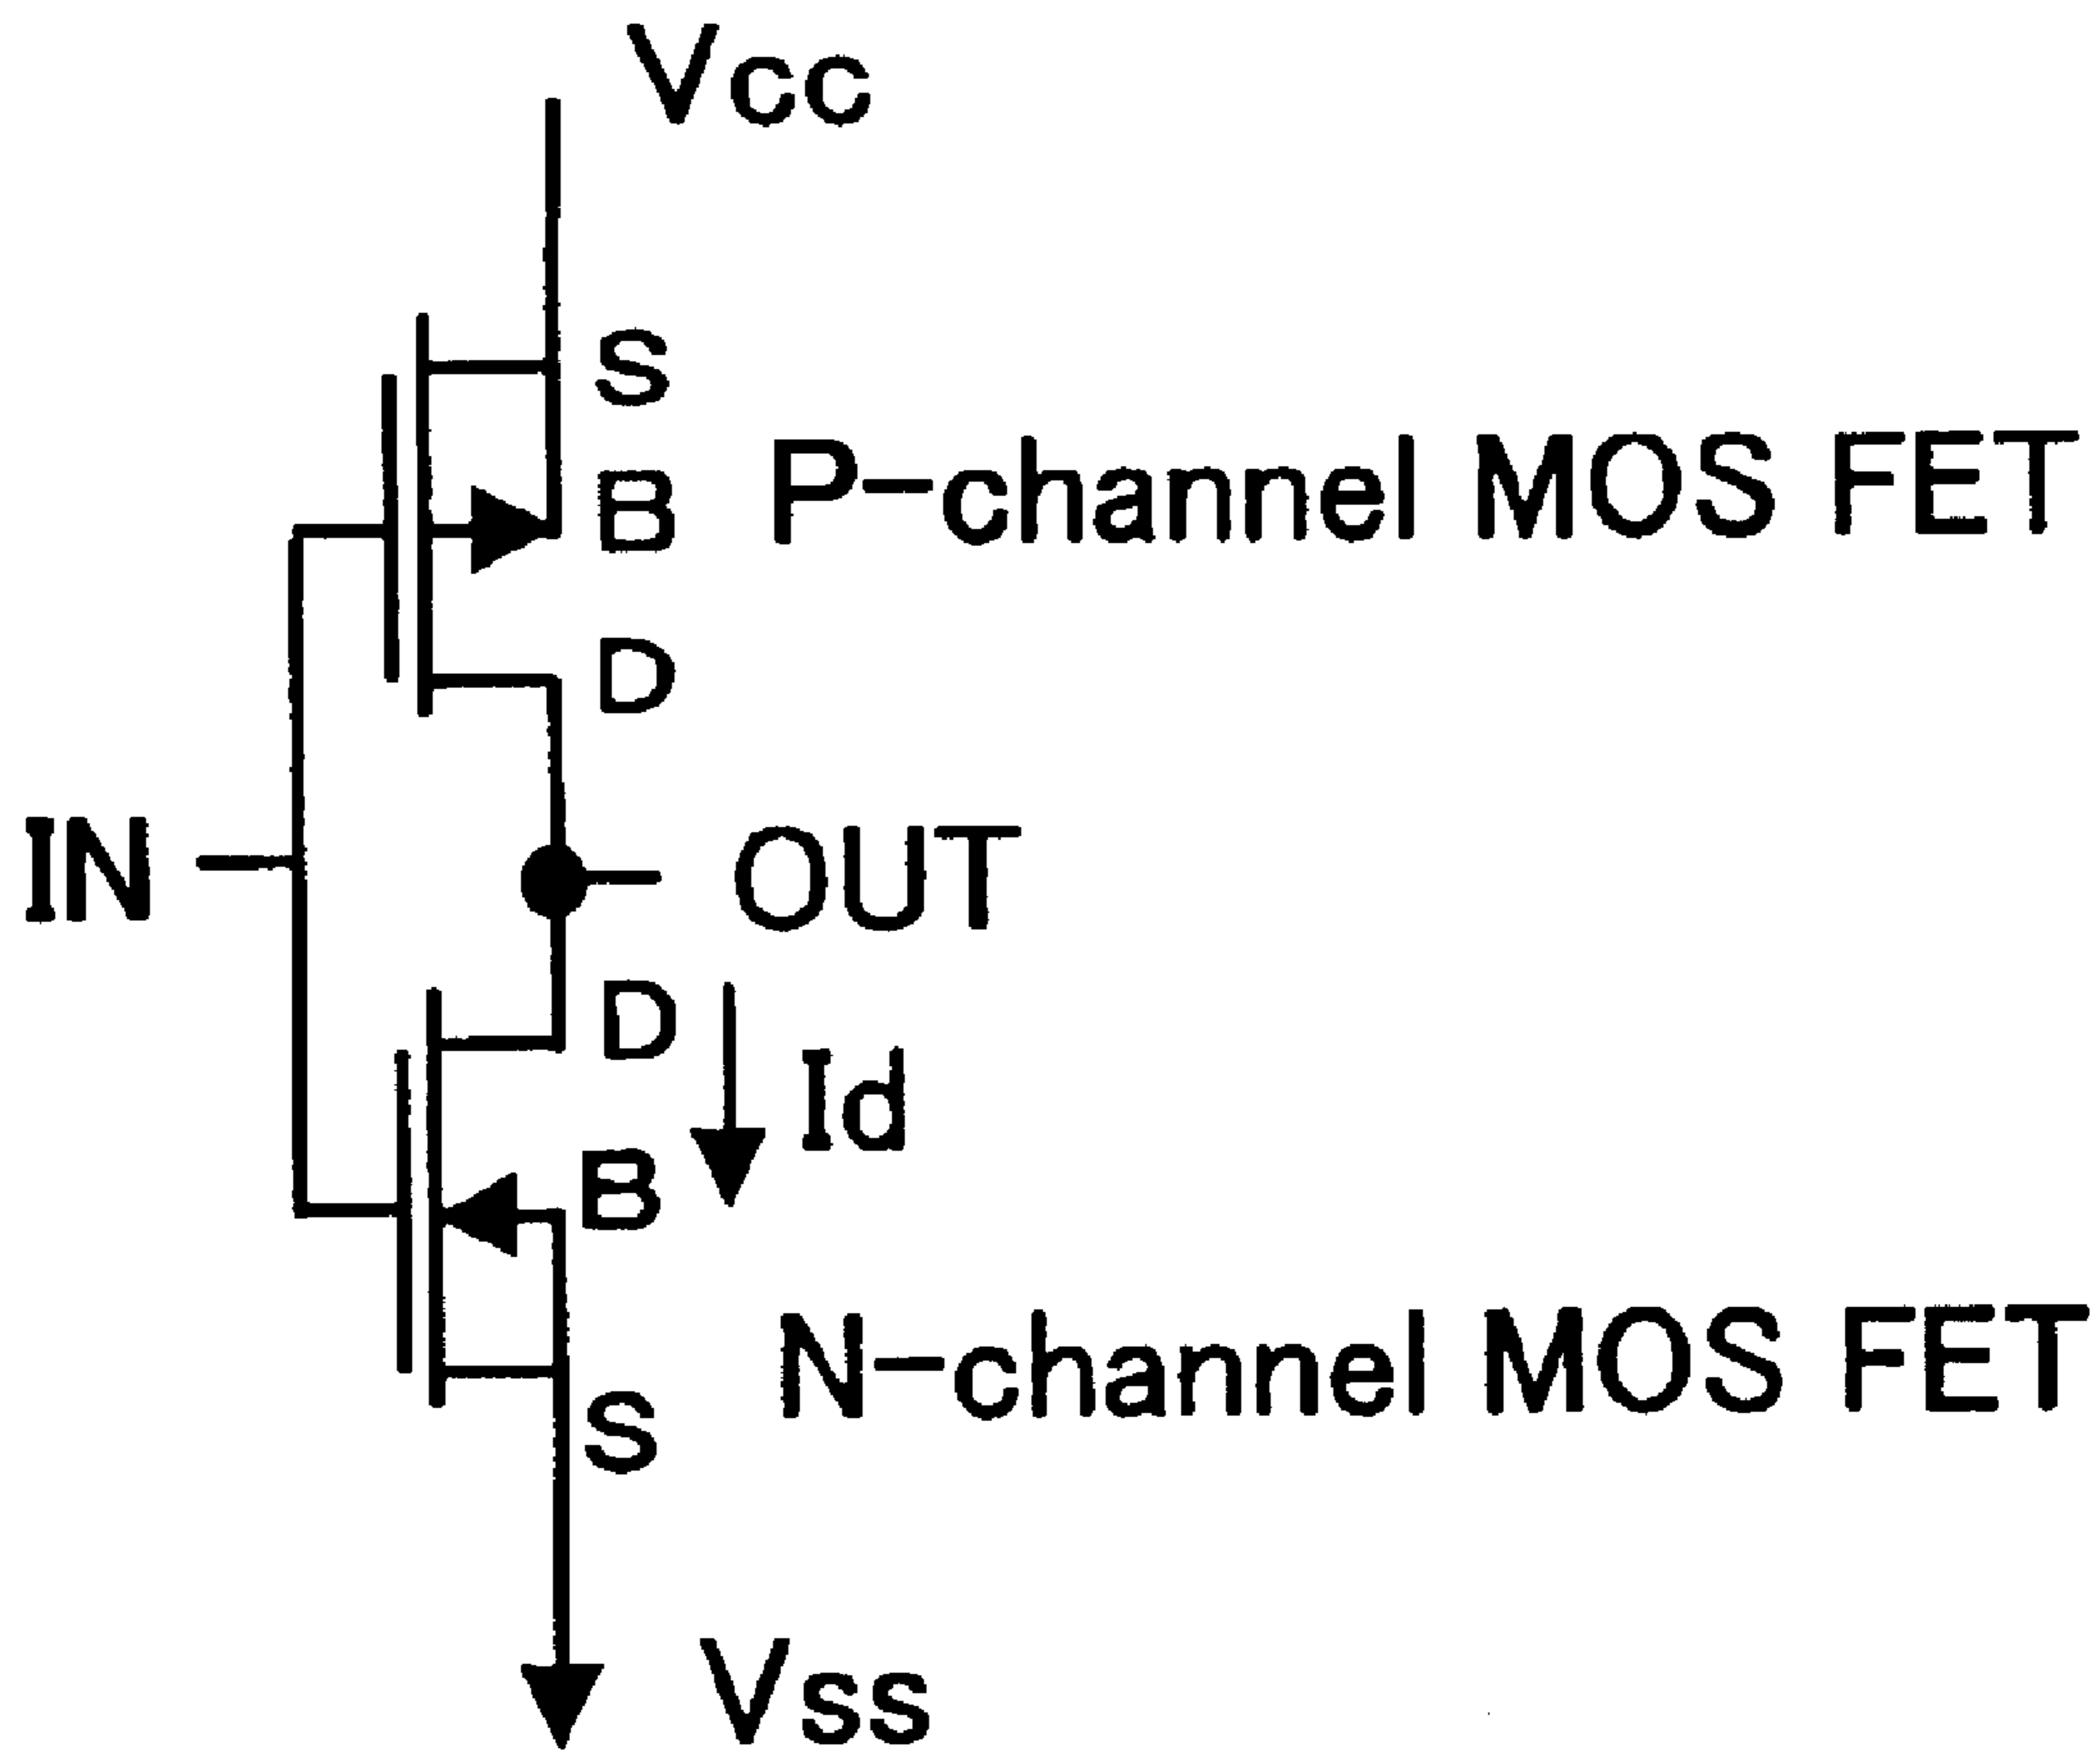 Vcc
S
B
P-channel MOS FET
D
IN
OUT
D
Id
B
N-channel MOS FET
S
Vss